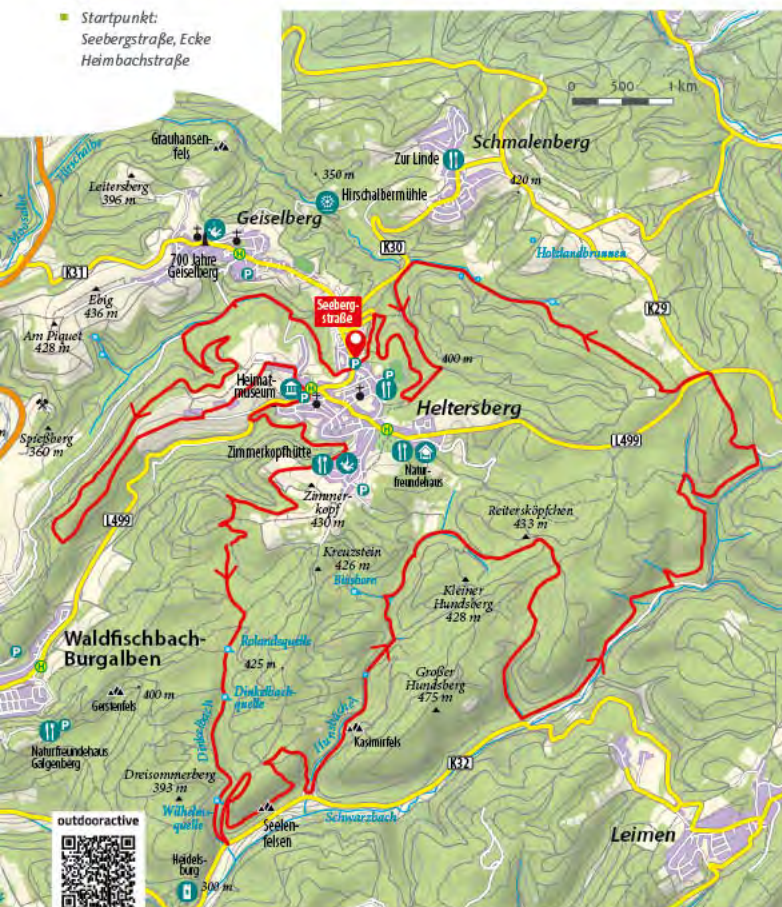 Startpunkt:
Seebergstraße, Ecke
Heimbachstraße
0 500 1 km
Grauhansen-
fels
Schmalenberg
Zur Linde
350 m
Leitersberg
396 m
Hirschalbermühle
420 m
Geiselberg
K30
Holzlandbrunnen
K31
700 Jahre
Geiselberg
Ebig
436 m
Seeberg-
straße
K29
Am Piquet
428 m
400 m
P
P
P
Heimat-
museum
P
H
H
H
Heltersberg
Spießberg
360 m
L499
Zimmerkopfhütte
Natur-
freundehaus
P
Zimmer-
kopf
430 m
Reitersköpfchen
433 m
L499
Kreuzstein
426 m
Kleiner
Hundsberg
428 m
Waldfischbach-
Burgalben
P
H
Rolandsquelle
425 m
Großer
Hundsberg
475 m
Dinkelbach-
quelle
400 m
Gerstenfels
Dinkelbach
Hunsbächel
Kasimirfels
P
Naturfreundehaus
Galgenberg
K32
Dreisommerberg
393 m
Wilhelms-
quelle
Schwarzbach
outdooractive
Seelen-
felsen
Leimen
Heidels-
burg
300 m